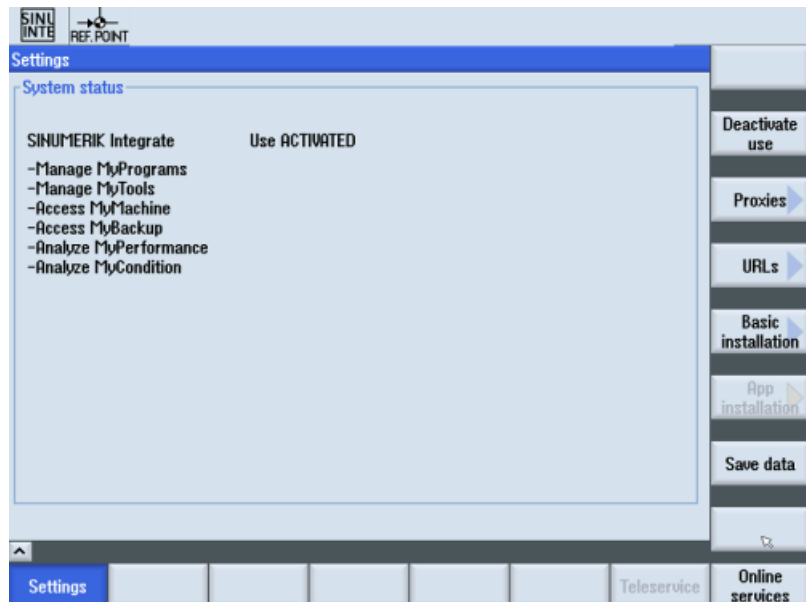 SINU
INTE
REF. POINT
Settings
System status
SINUMERIK Integrate Use ACTIVATED
-Manage MyPrograms
-Manage MyTools
-Access MyMachine
-Access MyBackup
-Analyze MyPerformance
-Analyze MyCondition
Deactivate
use
Proxies
URLs
Basic
installation
App
installation
Save data
Settings
Teleservice
Online
services